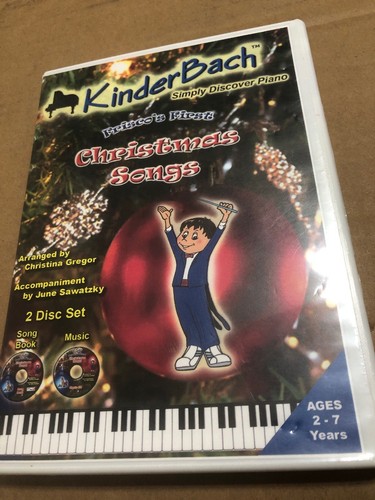 KinderBach™
Simply Discover Piano
Frisco's First
Christmas
Songs
Arranged by
Christina Gregor
Accompaniment
by June Sawatzky
2 Disc Set
Song
Book
Music
AGES
2 - 7
Years